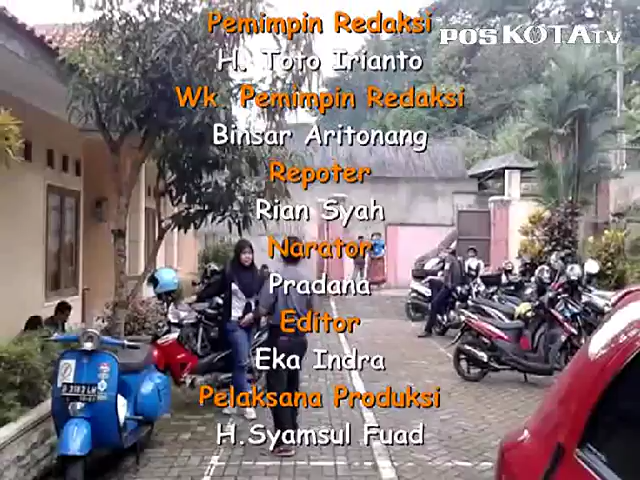 Pemimpin Redaksi
POSKOTATV
H. Toto Irianto
Wk. Pemimpin Redaksi
Binsar Aritonang
Repoter
Rian Syah
Narator
Pradana
Editor
Eka Indra
Pelaksana Produksi
H.Syamsul Fuad